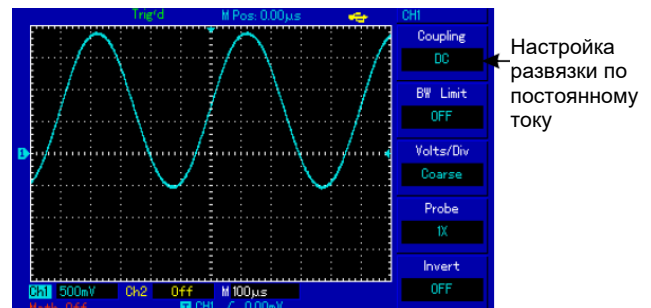 Trig'd M Pos: 0.00μs CH1
Coupling
DC
BW Limit
OFF
Volts/Div
Coarse
Probe
1X
Invert
OFF
1
Ch1 500mV Ch2 Off M 100μs
Math Off T CH1 / 0.00mV
Настройка
развязки по
постоянному
току